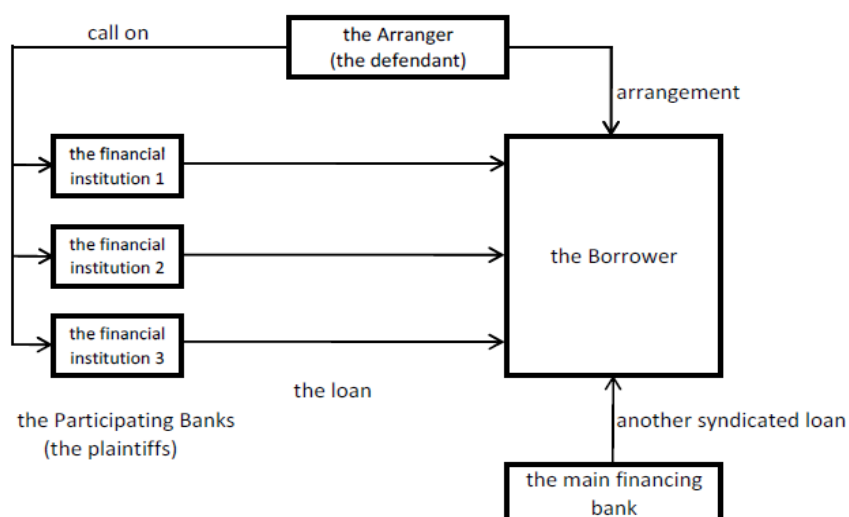 call on
the Arranger
(the defendant)
arrangement
the financial
institution 1
the financial
institution 2
the Borrower
the financial
institution 3
the loan
the Participating Banks
(the plaintiffs)
another syndicated loan
the main financing
bank